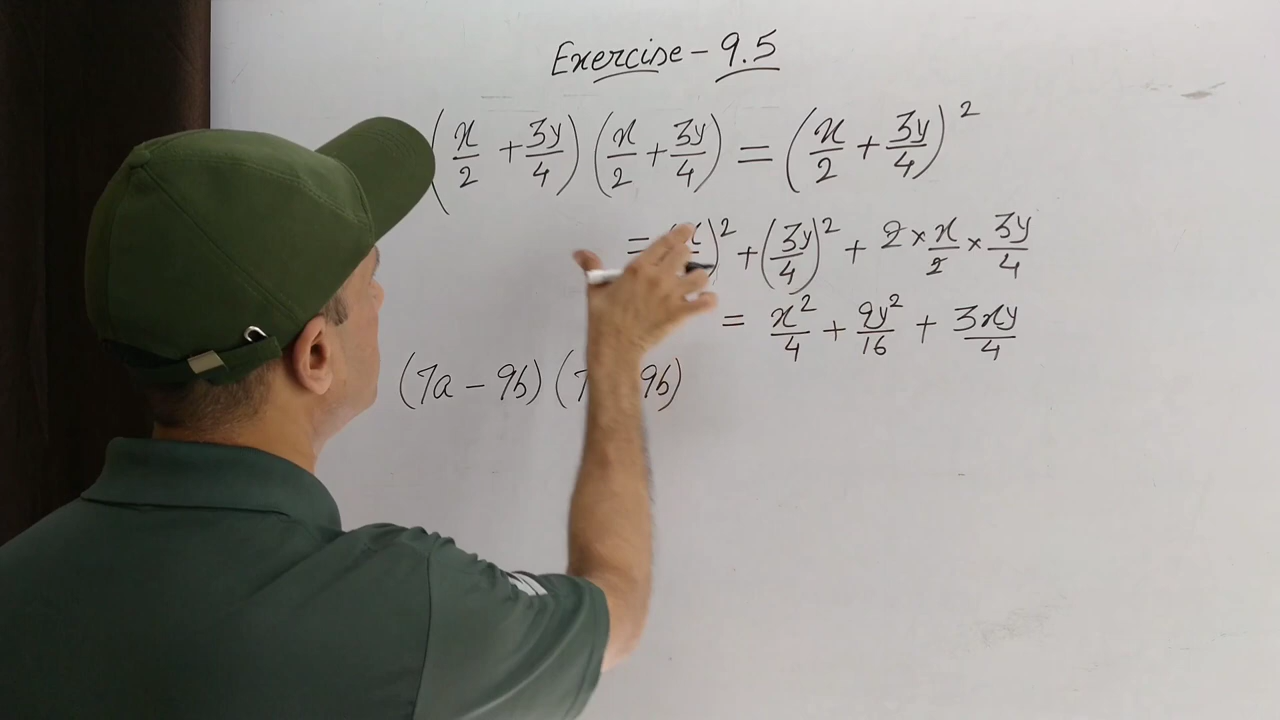 Exercise - 9.5
(x/2 + 3y/4) (x/2 + 3y/4) = (x/2 + 3y/4)²
= )² + (3y/4)² + 2 × x/2 × 3y/4
= x²/4 + 9y²/16 + 3xy/4
(7a - 9b) (7 9b)